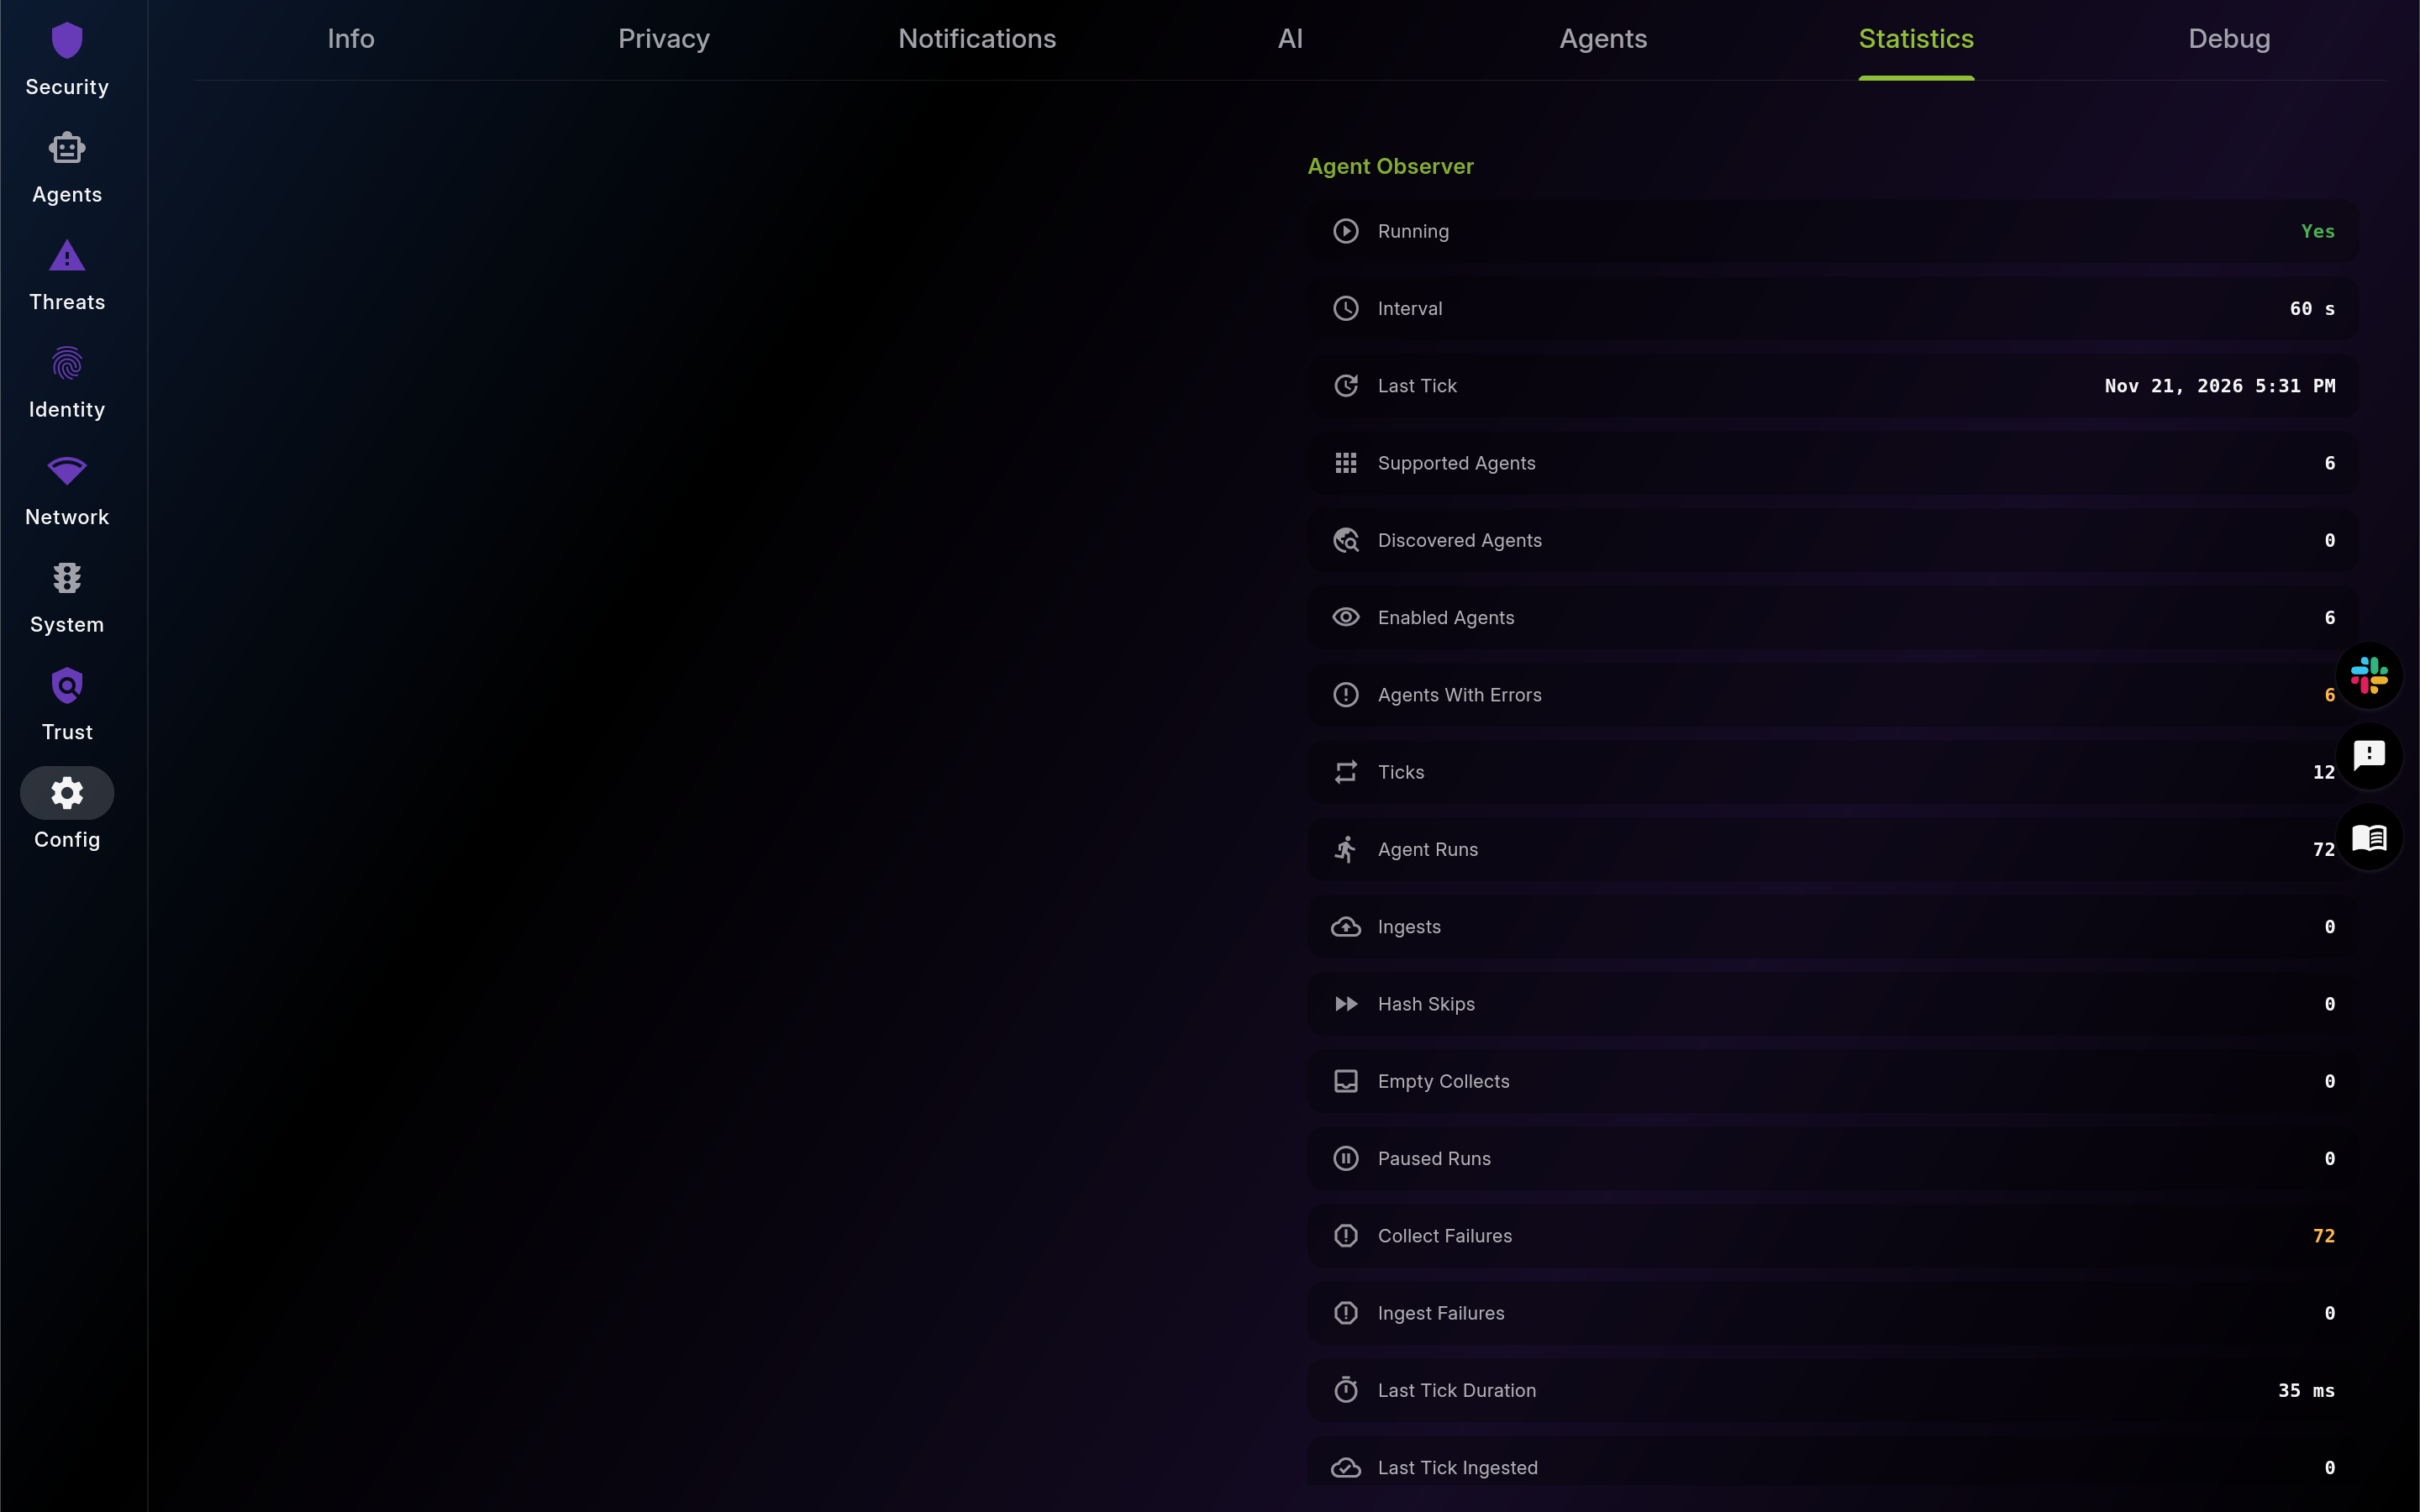 Info Privacy Notifications AI Agents Statistics Debug
Security
Agents
Threats
Identity
Network
System
Trust
Config
Agent Observer
Running Yes
Interval 60 s
Last Tick Nov 21, 2026 5:31 PM
Supported Agents 6
Discovered Agents 0
Enabled Agents 6
Agents With Errors 6
Ticks 12
Agent Runs 72
Ingests 0
Hash Skips 0
Empty Collects 0
Paused Runs 0
Collect Failures 72
Ingest Failures 0
Last Tick Duration 35 ms
Last Tick Ingested 0